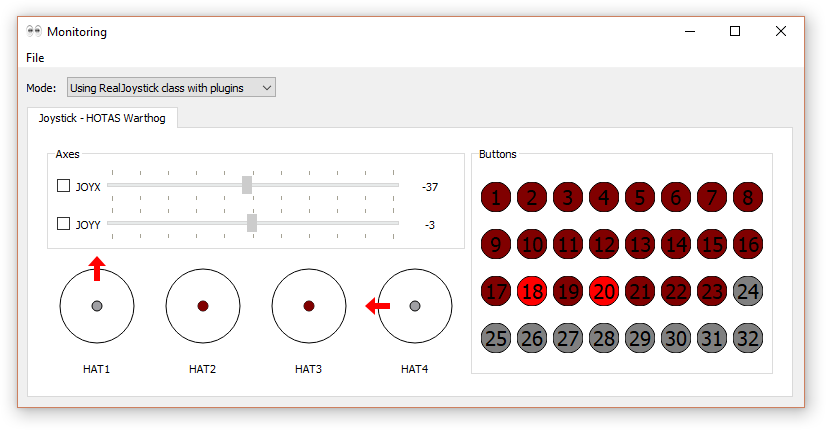 Monitoring
File
Mode: Using RealJoystick class with plugins
Joystick - HOTAS Warthog
Axes
JOYX -37
JOYY -3
HAT1 HAT2 HAT3 HAT4
Buttons
1 2 3 4 5 6 7 8
9 10 11 12 13 14 15 16
17 18 19 20 21 22 23 24
25 26 27 28 29 30 31 32